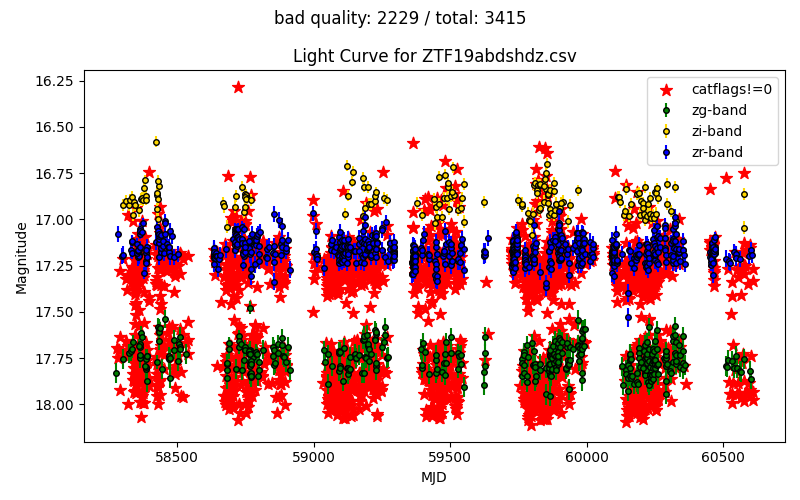 bad quality: 2229 / total: 3415
Light Curve for ZTF19abdshdz.csv
16.25
16.50
16.75
17.00
17.25
17.50
17.75
18.00
Magnitude
catflags!=0
zg-band
zi-band
zr-band
58500
59000
59500
60000
60500
MJD